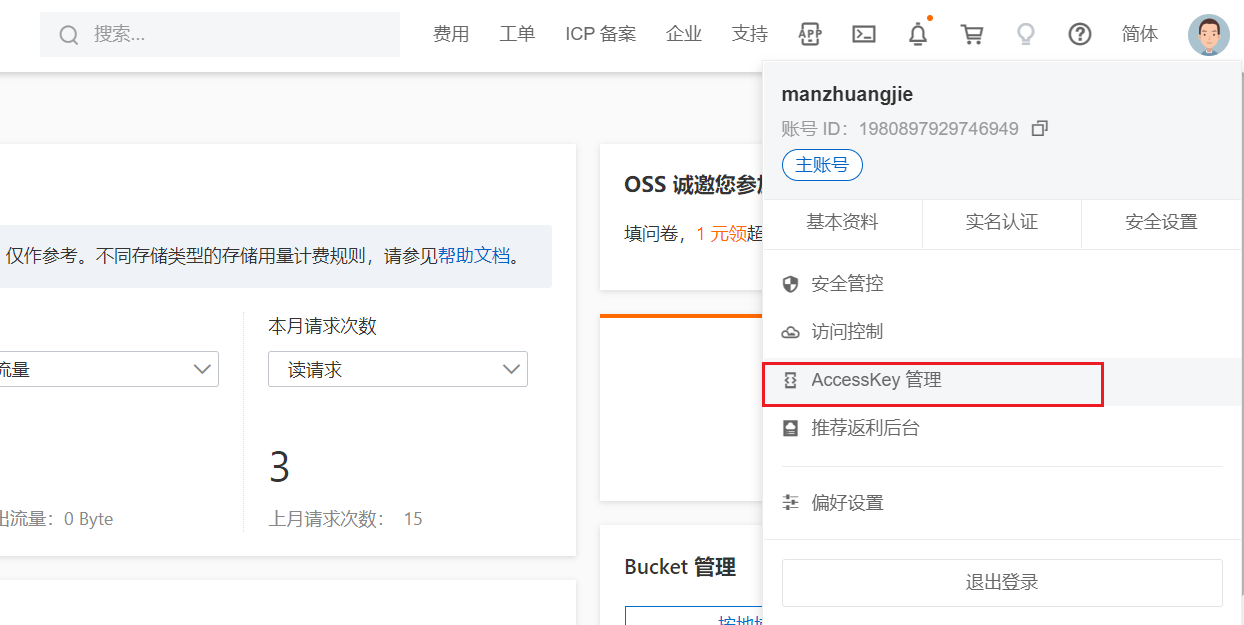 搜索...
费用 工单 ICP 备案 企业 支持 APP 简体
manzhuangjie
账号 ID: 1980897929746949
主账号
基本资料 实名认证 安全设置
安全管控
访问控制
AccessKey 管理
推荐返利后台
偏好设置
退出登录
仅作参考。不同存储类型的存储用量计费规则，请参见帮助文档。
流量
本月请求次数
读请求
3
出流量：0 Byte
上月请求次数： 15
OSS 诚邀您参
填问卷，1 元领超
Bucket 管理
按地